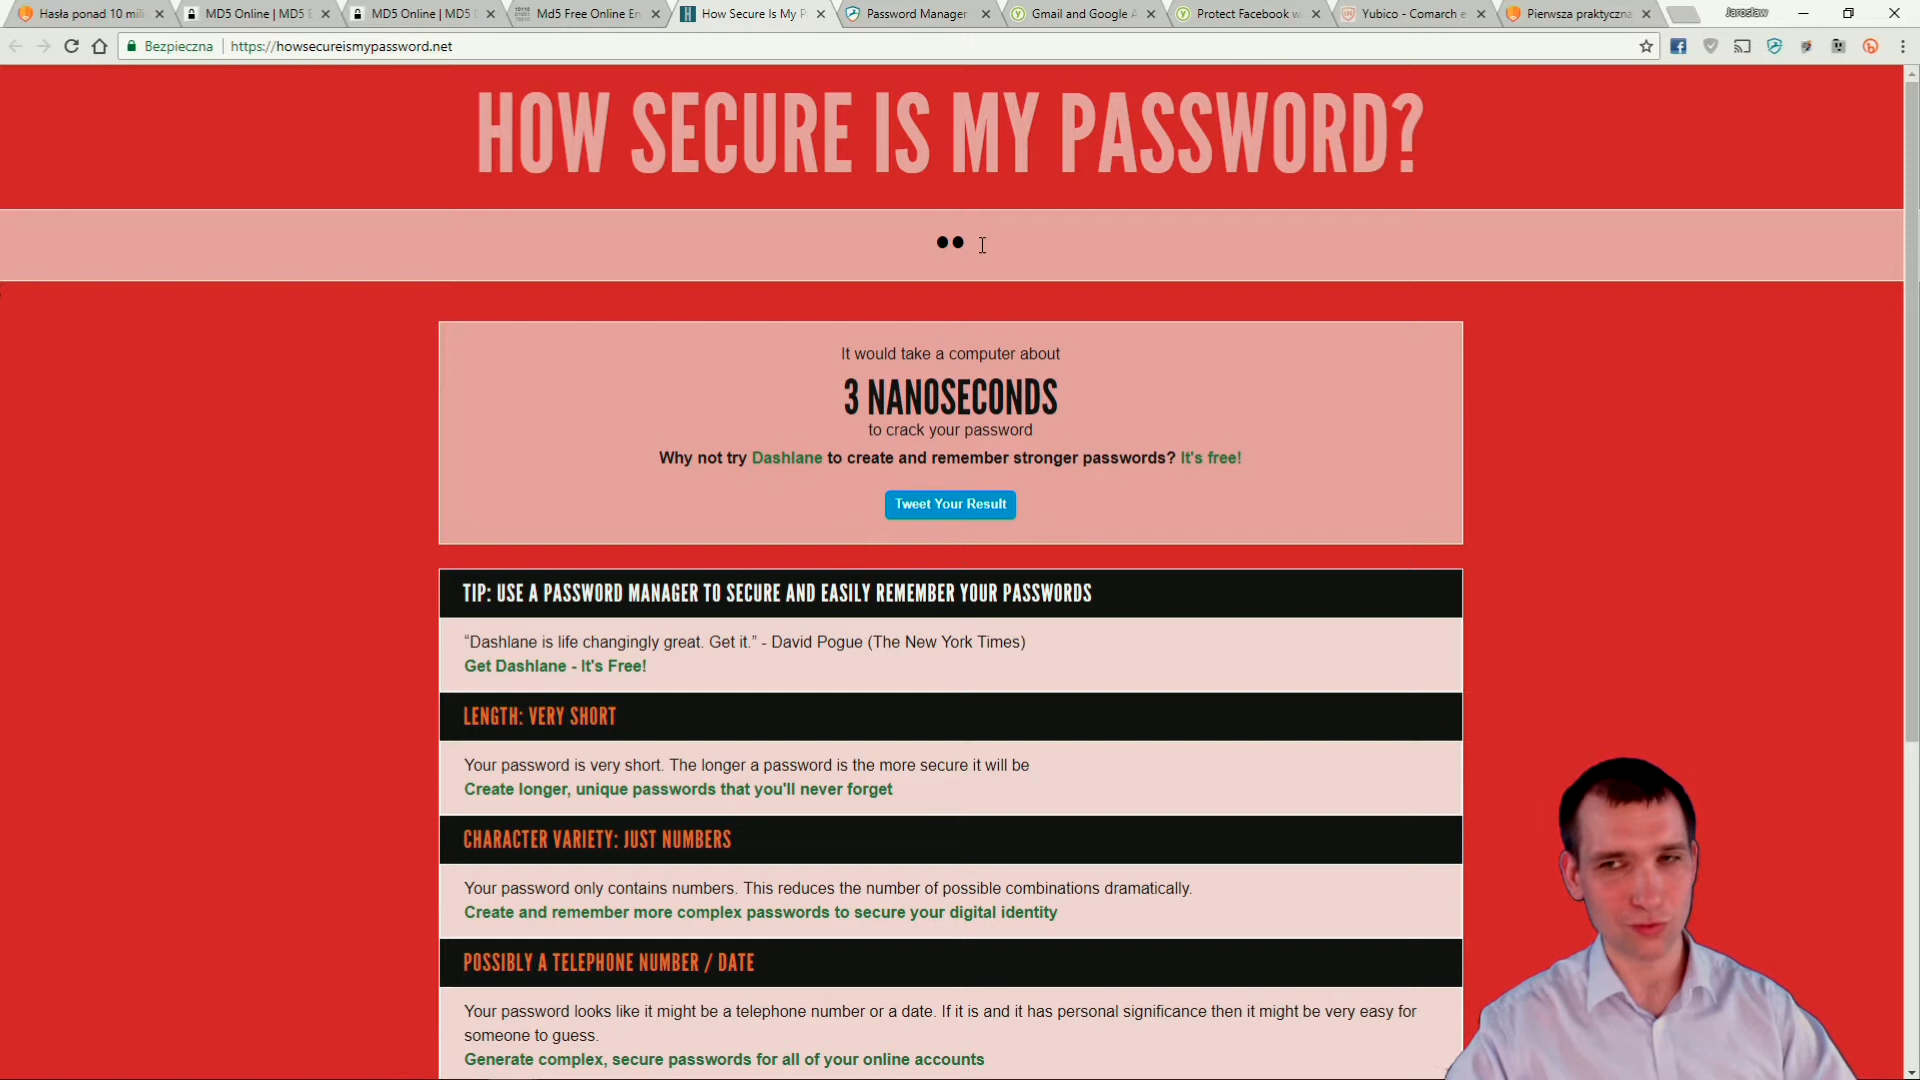 Hasła ponad 10 mili
MD5 Online | MD5 E
MD5 Online | MD5 D
Md5 Free Online En
How Secure Is My P
Password Manager
Gmail and Google A
Protect Facebook w
Yubico - Comarch e
Pierwsza praktyczna
Jarosław
Bezpieczna
https://howsecureismypassword.net
HOW SECURE IS MY PASSWORD?
It would take a computer about
3 NANOSECONDS
to crack your password
Why not try Dashlane to create and remember stronger passwords? It's free!
Tweet Your Result
TIP: USE A PASSWORD MANAGER TO SECURE AND EASILY REMEMBER YOUR PASSWORDS
“Dashlane is life changingly great. Get it.” - David Pogue (The New York Times)
Get Dashlane - It's Free!
LENGTH: VERY SHORT
Your password is very short. The longer a password is the more secure it will be
Create longer, unique passwords that you'll never forget
CHARACTER VARIETY: JUST NUMBERS
Your password only contains numbers. This reduces the number of possible combinations dramatically.
Create and remember more complex passwords to secure your digital identity
POSSIBLY A TELEPHONE NUMBER / DATE
Your password looks like it might be a telephone number or a date. If it is and it has personal significance then it might be very easy for
someone to guess.
Generate complex, secure passwords for all of your online accounts